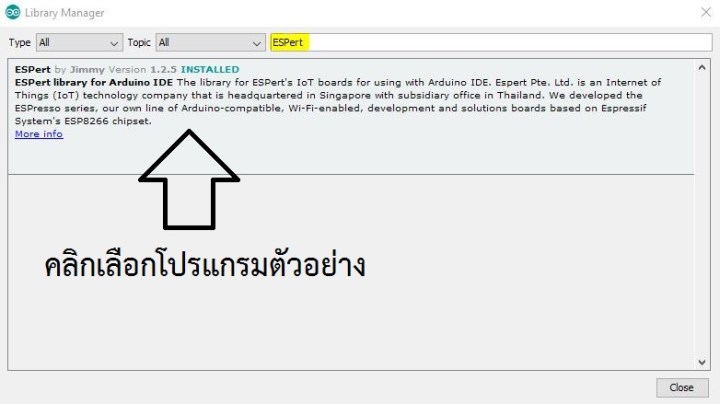 Library Manager
Type All Topic All ESPert
ESPert by Jimmy Version 1.2.5 INSTALLED
ESPert library for Arduino IDE The library for ESPert's IoT boards for using with Arduino IDE. Espert Pte. Ltd. is an Internet of
Things (IoT) technology company that is headquartered in Singapore with subsidiary office in Thailand. We developed the
ESPresso series, our own line of Arduino-compatible, Wi-Fi-enabled, development and solutions boards based on Espressif
System's ESP8266 chipset.
More info
คลิกเลือกโปรแกรมตัวอย่าง
Close